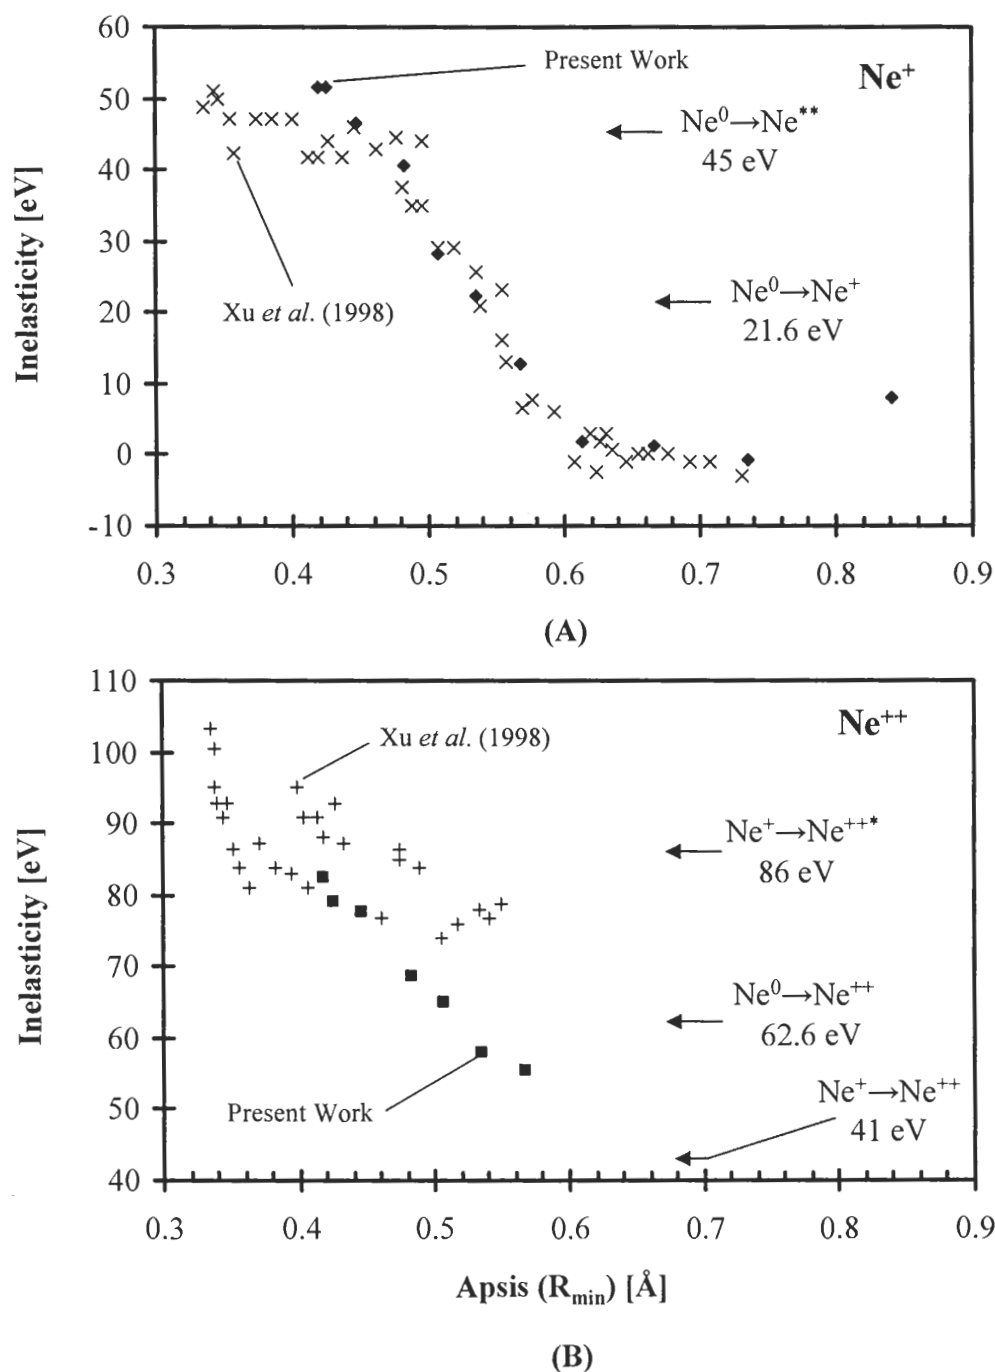 60
50
40
30
20
10
0
-10
Inelasticity [eV]
Present Work
Ne⁺
Ne⁰→Ne**
45 eV
Ne⁰→Ne⁺
21.6 eV
Xu et al. (1998)
0.3 0.4 0.5 0.6 0.7 0.8 0.9
(A)
110
100
90
80
70
60
50
40
Inelasticity [eV]
Ne⁺⁺
Xu et al. (1998)
Ne⁺→Ne⁺⁺*
86 eV
Ne⁰→Ne⁺⁺
62.6 eV
Ne⁺→Ne⁺⁺
41 eV
Present Work
0.3 0.4 0.5 0.6 0.7 0.8 0.9
Apsis (Rₘᵢₙ) [Å]
(B)